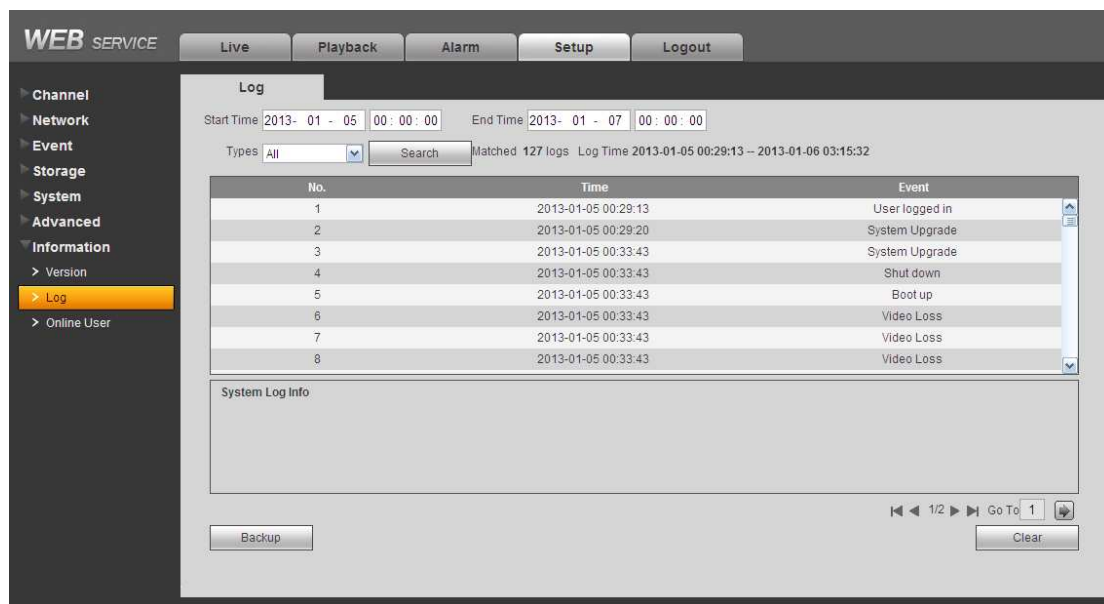 WEB SERVICE
Live Playback Alarm Setup Logout
Channel
Network
Event
Storage
System
Advanced
Information
> Version
> Log
> Online User
Log
Start Time 2013- 01 - 05 00 : 00 : 00 End Time 2013- 01 - 07 00 : 00 : 00
Types All Search Matched 127 logs Log Time 2013-01-05 00:29:13 -- 2013-01-06 03:15:32
No. Time Event
1 2013-01-05 00:29:13 User logged in
2 2013-01-05 00:29:20 System Upgrade
3 2013-01-05 00:33:43 System Upgrade
4 2013-01-05 00:33:43 Shut down
5 2013-01-05 00:33:43 Boot up
6 2013-01-05 00:33:43 Video Loss
7 2013-01-05 00:33:43 Video Loss
8 2013-01-05 00:33:43 Video Loss
System Log Info
1/2 Go To 1
Backup Clear